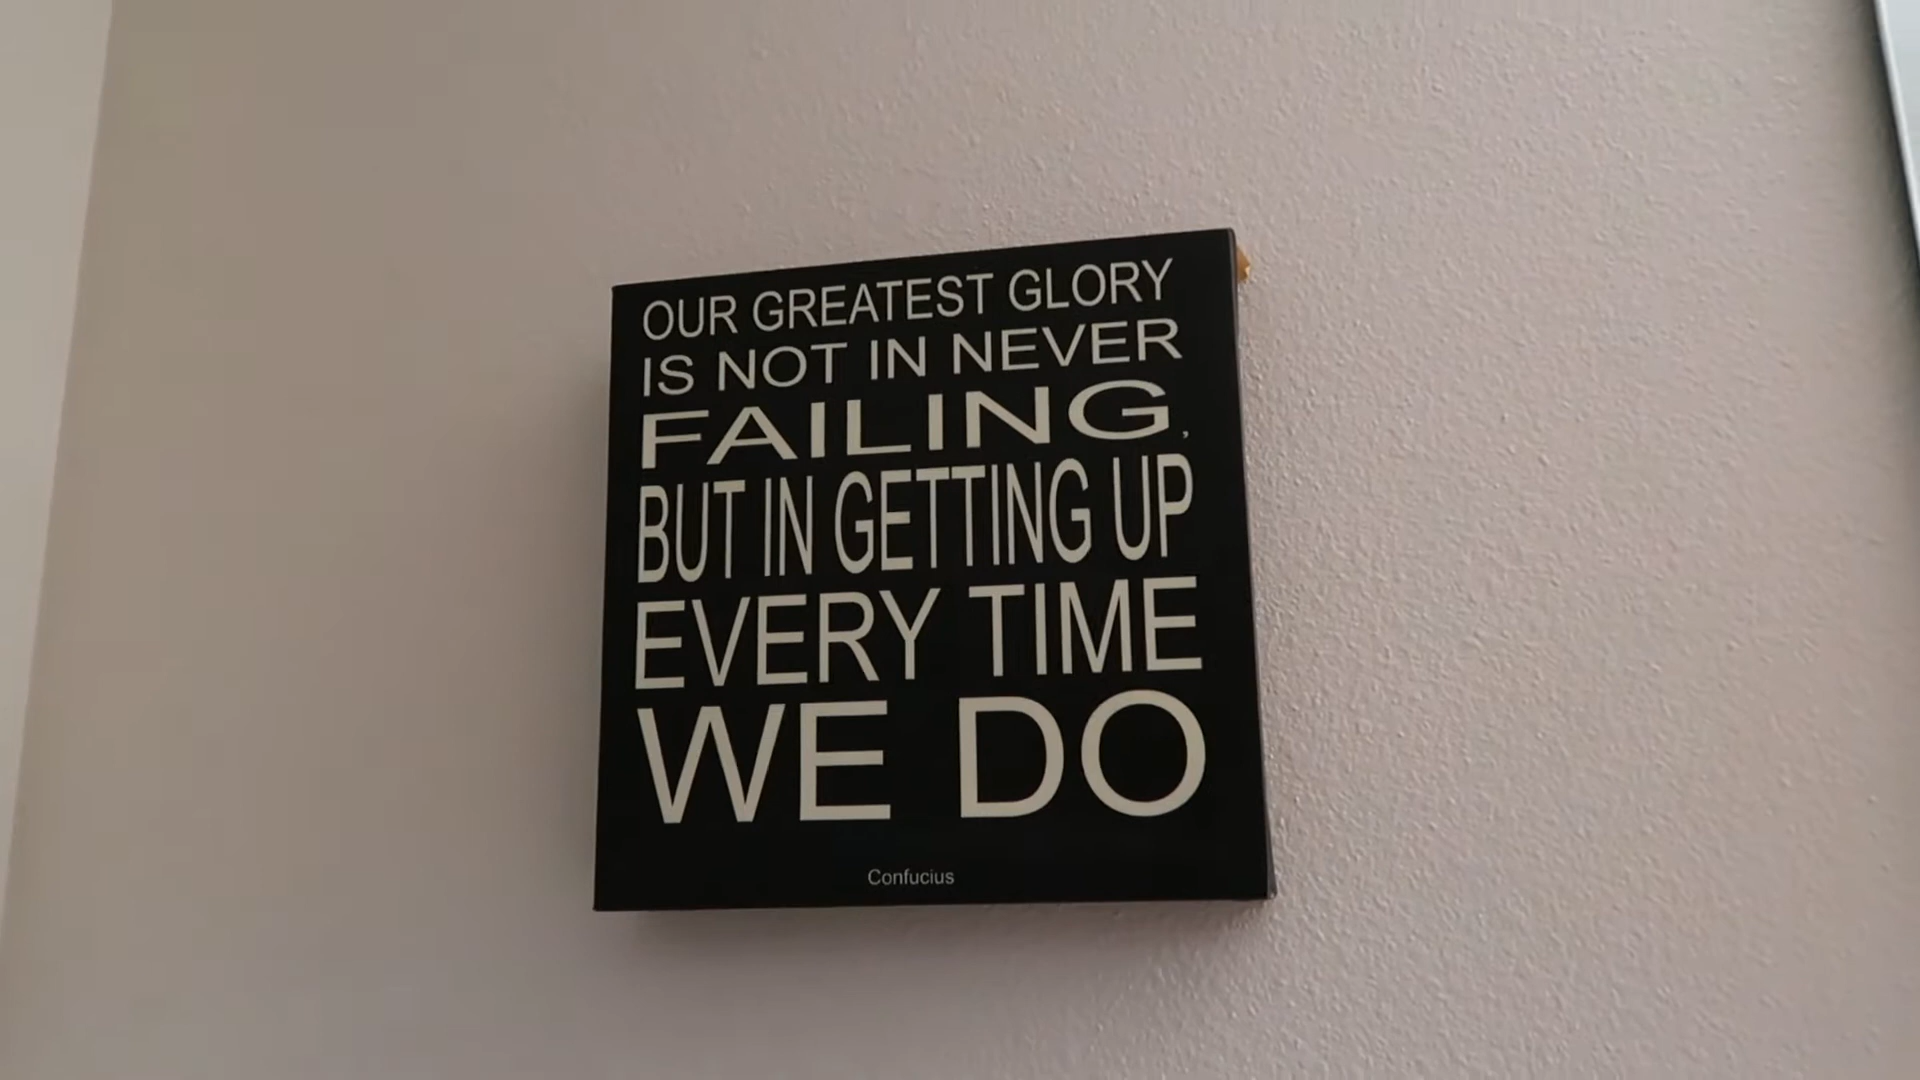 OUR GREATEST GLORY
IS NOT IN NEVER
FAILING,
BUT IN GETTING UP
EVERY TIME
WE DO
Confucius